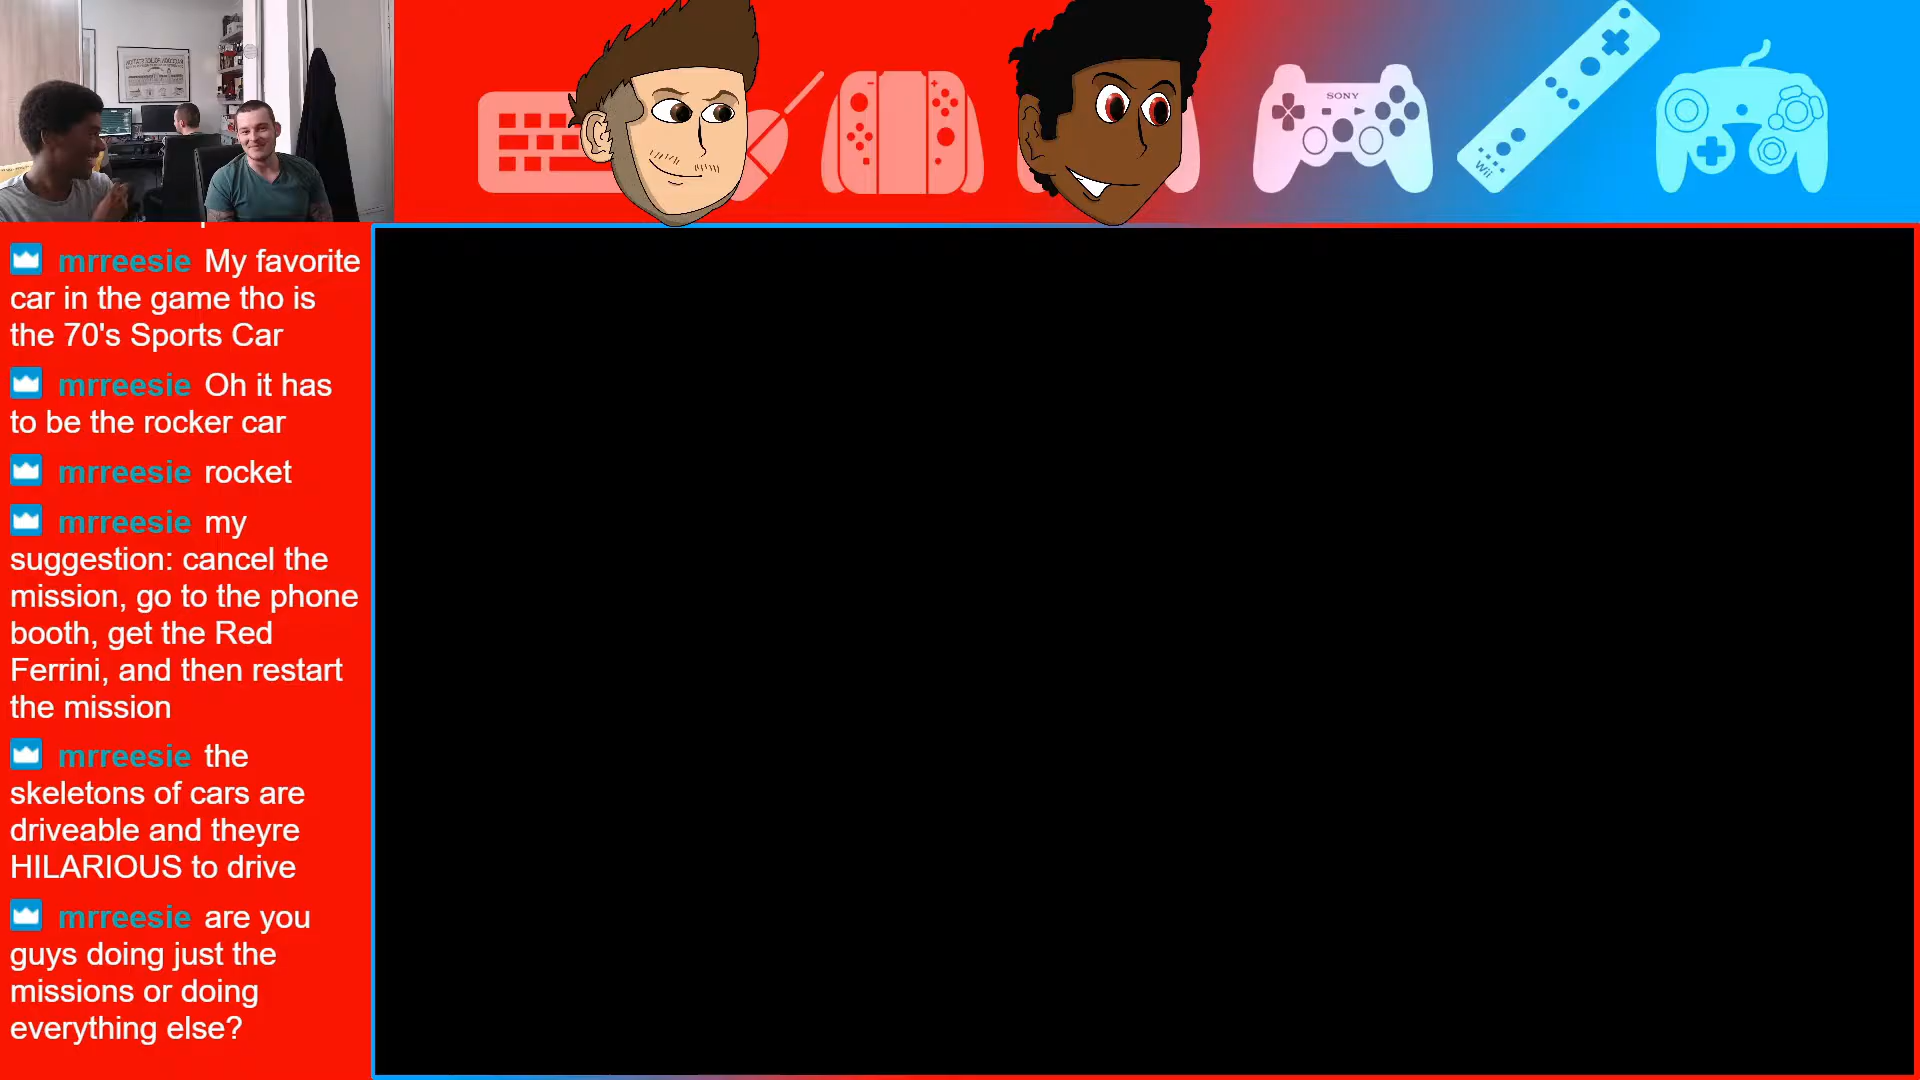 SONY
Wii
mrreesie My favorite
car in the game tho is
the 70's Sports Car
mrreesie Oh it has
to be the rocker car
mrreesie rocket
mrreesie my
suggestion: cancel the
mission, go to the phone
booth, get the Red
Ferrini, and then restart
the mission
mrreesie the
skeletons of cars are
driveable and theyre
HILARIOUS to drive
mrreesie are you
guys doing just the
missions or doing
everything else?